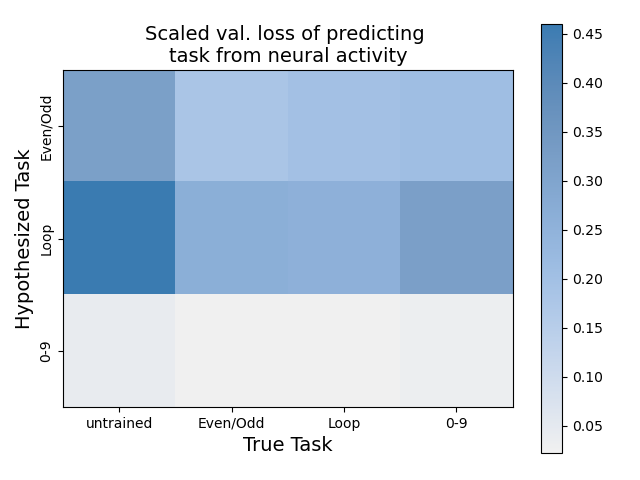 Scaled val. loss of predicting
task from neural activity
Hypothesized Task
Even/Odd
Loop
0-9
untrained
Even/Odd
Loop
0-9
True Task
0.45
0.40
0.35
0.30
0.25
0.20
0.15
0.10
0.05